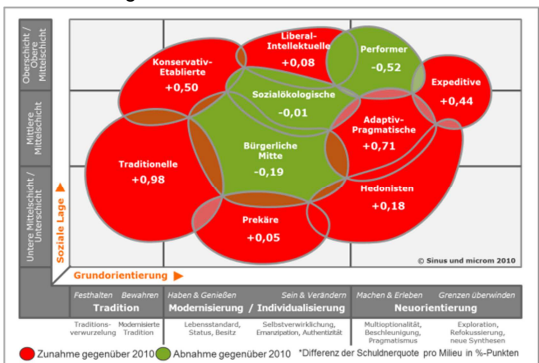 Oberschicht /
Obere
Mittelschicht
Mittlere
Mittelschicht
Untere Mittelschicht /
Unterschicht
Soziale Lage
Konservativ-
Etablierte
+0,50
Liberal-
Intellektuelle
+0,08
Performer
-0,52
Expeditive
+0,44
Sozialökologische
-0,01
Adaptiv-
Pragmatische
+0,71
Bürgerliche
Mitte
-0,19
Traditionelle
+0,98
Hedonisten
+0,18
Prekäre
+0,05
© Sinus und microm 2010
Grundorientierung
Festhalten Bewahren
Tradition
Haben & Genießen Sein & Verändern
Modernisierung / Individualisierung
Machen & Erleben Grenzen überwinden
Neuorientierung
Traditions-
verwurzelung
Modernisierte
Tradition
Lebensstandard,
Status, Besitz
Selbstverwirklichung,
Emanzipation, Authentizität
Multioptionalität,
Beschleunigung,
Pragmatismus
Exploration,
Refokussierung,
neue Synthesen
Zunahme gegenüber 2010 Abnahme gegenüber 2010 *Differenz der Schuldnerquote pro Milieu in %-Punkten